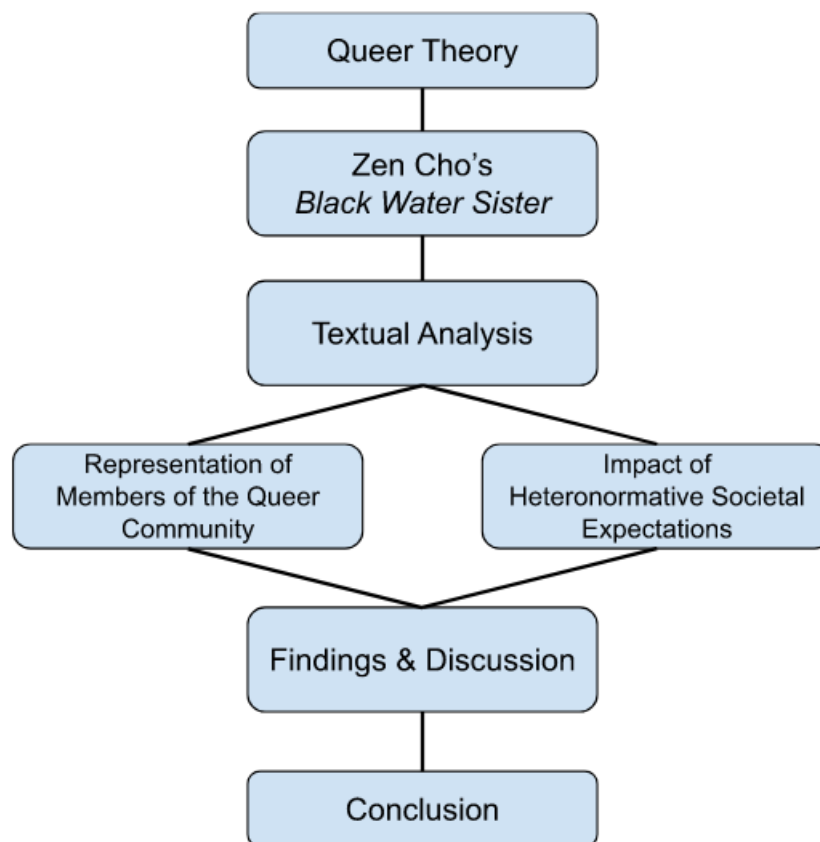 Queer Theory
Zen Cho’s
Black Water Sister
Textual Analysis
Representation of
Members of the Queer
Community
Impact of
Heteronormative Societal
Expectations
Findings & Discussion
Conclusion